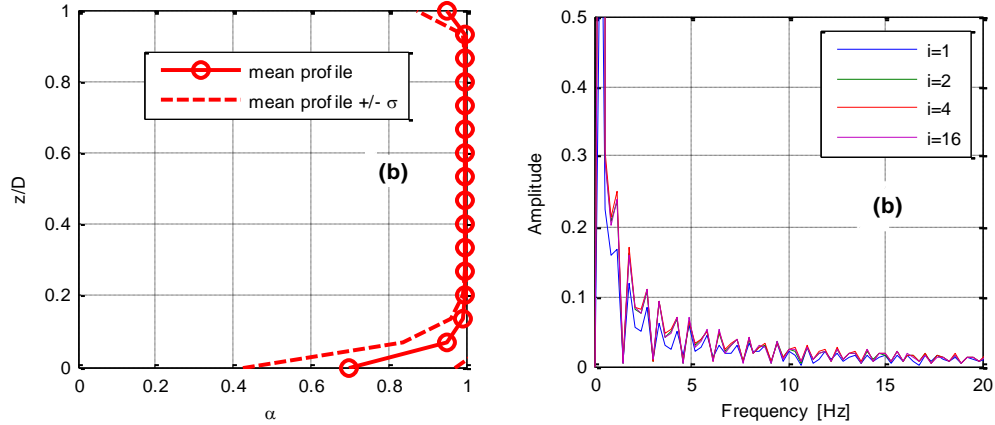 1
0.8
0.6
0.4
0.2
0
z/D
0
0.2
0.4
0.6
0.8
1
α
mean profile
mean profile +/- σ
(b)
0.5
0.4
0.3
0.2
0.1
0
Amplitude
0
5
10
15
20
Frequency [Hz]
i=1
i=2
i=4
i=16
(b)